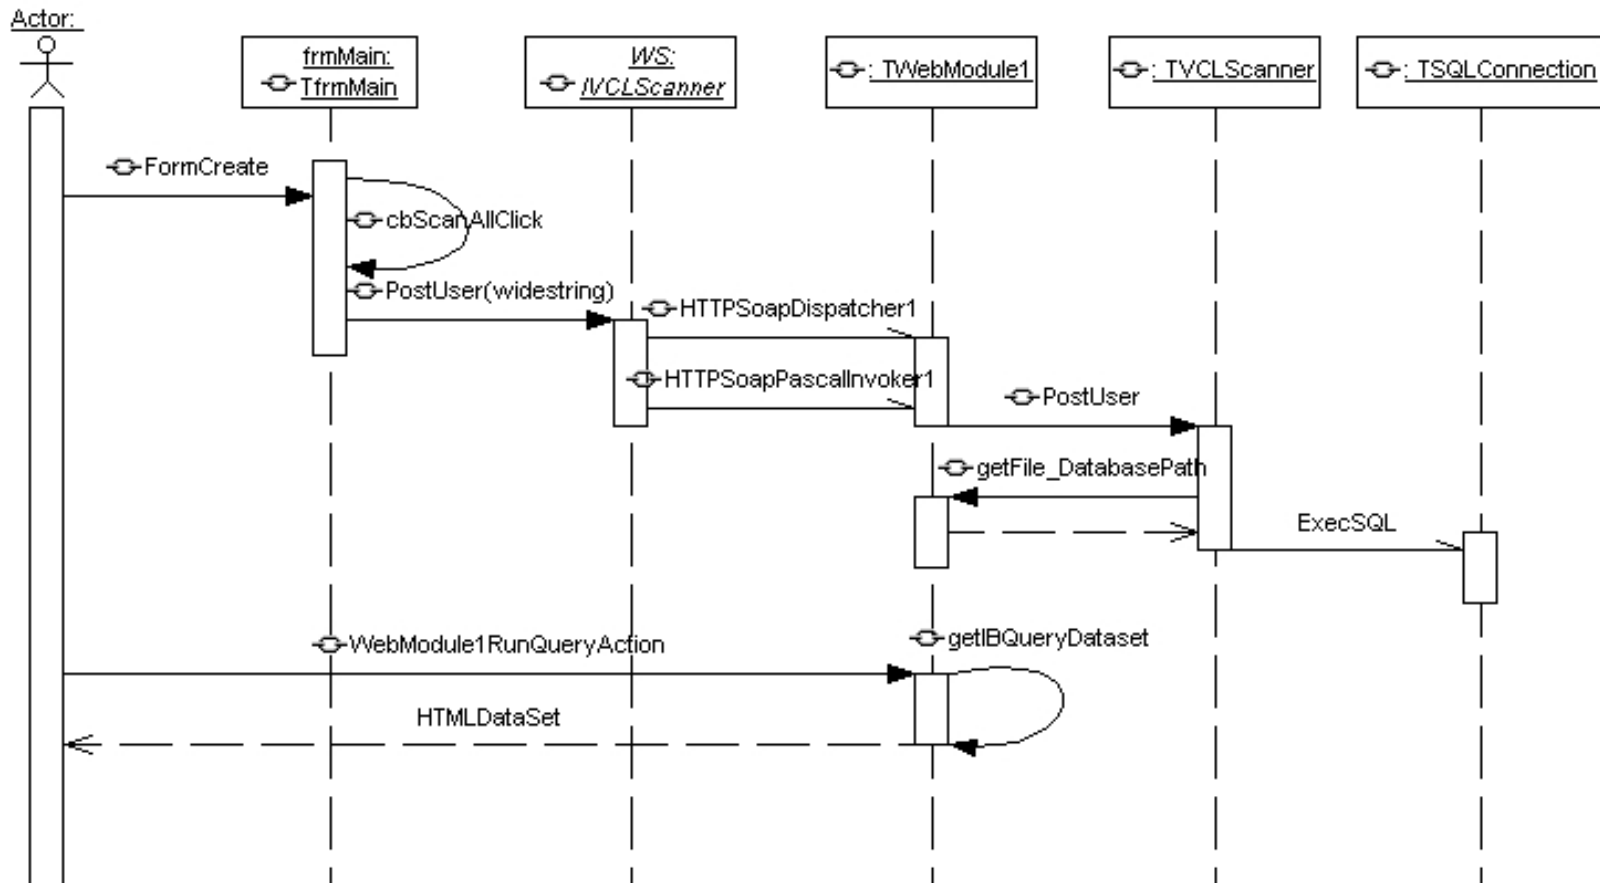 Actor:
frmMain:
TfrmMain
WS:
IVCLScanner
: TWebModule1
: TVCLScanner
: TSQLConnection
FormCreate
cbScanAllClick
PostUser(widestring)
HTTPSoapDispatcher1
HTTPSoapPascalInvoker1
PostUser
getFile_DatabasePath
ExecSQL
WebModule1RunQueryAction
getIBQueryDataset
HTMLDataSet